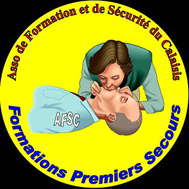 Asso de Formation et de Sécurité du Calaisis
AFSC
Formations Premiers Secours